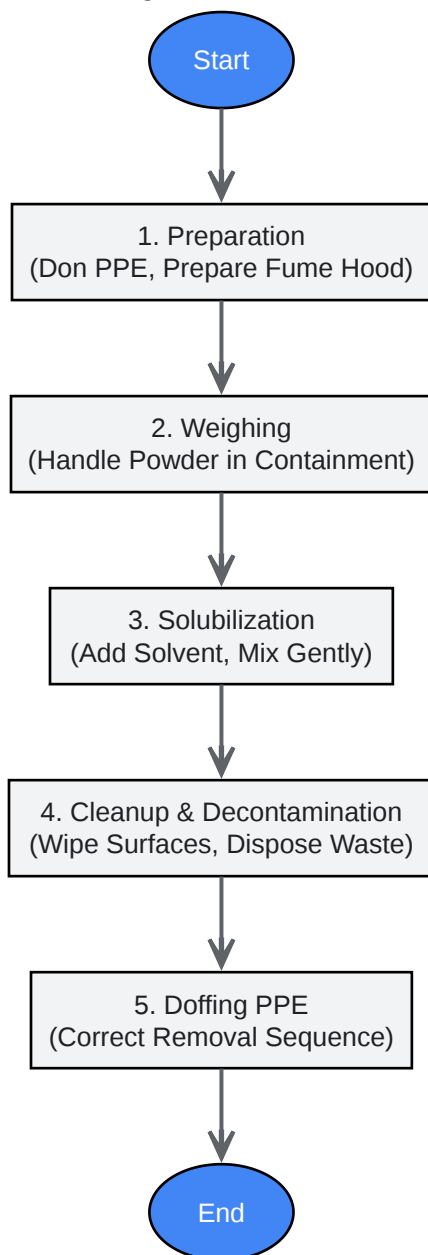 Start
1. Preparation
(Don PPE, Prepare Fume Hood)
2. Weighing
(Handle Powder in Containment)
3. Solubilization
(Add Solvent, Mix Gently)
4. Cleanup & Decontamination
(Wipe Surfaces, Dispose Waste)
5. Doffing PPE
(Correct Removal Sequence)
End